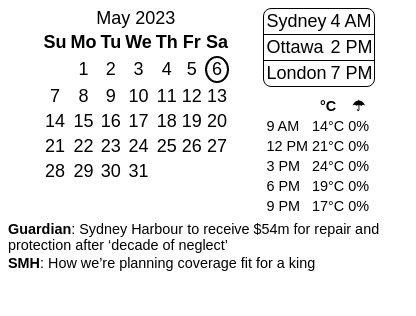 May 2023
Su Mo Tu We Th Fr Sa
1 2 3 4 5 6
7 8 9 10 11 12 13
14 15 16 17 18 19 20
21 22 23 24 25 26 27
28 29 30 31
Sydney 4 AM
Ottawa 2 PM
London 7 PM
°C ☂
9 AM 14°C 0%
12 PM 21°C 0%
3 PM 24°C 0%
6 PM 19°C 0%
9 PM 17°C 0%
Guardian: Sydney Harbour to receive $54m for repair and
protection after ‘decade of neglect’
SMH: How we’re planning coverage fit for a king